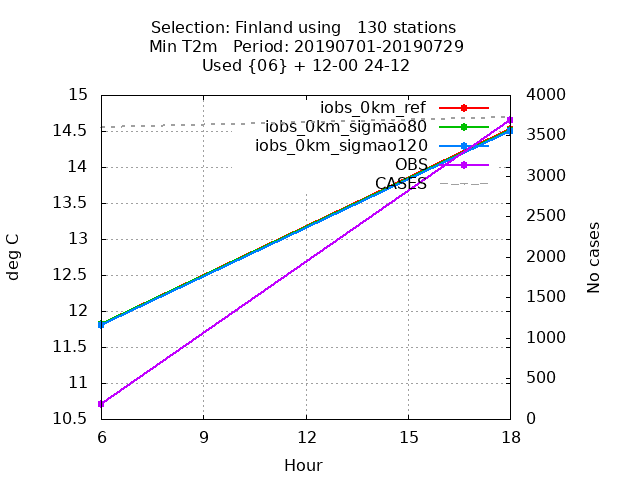 Selection: Finland using   130 stations
Min T2m   Period: 20190701-20190729
Used {06} + 12-00 24-12
15
14.5
14
13.5
13
12.5
12
11.5
11
10.5
deg C
iobs_0km_ref
iobs_0km_sigmao80
iobs_0km_sigmao120
OBS
CASES
4000
3500
3000
2500
2000
1500
1000
500
0
No cases
6
9
12
15
18
Hour